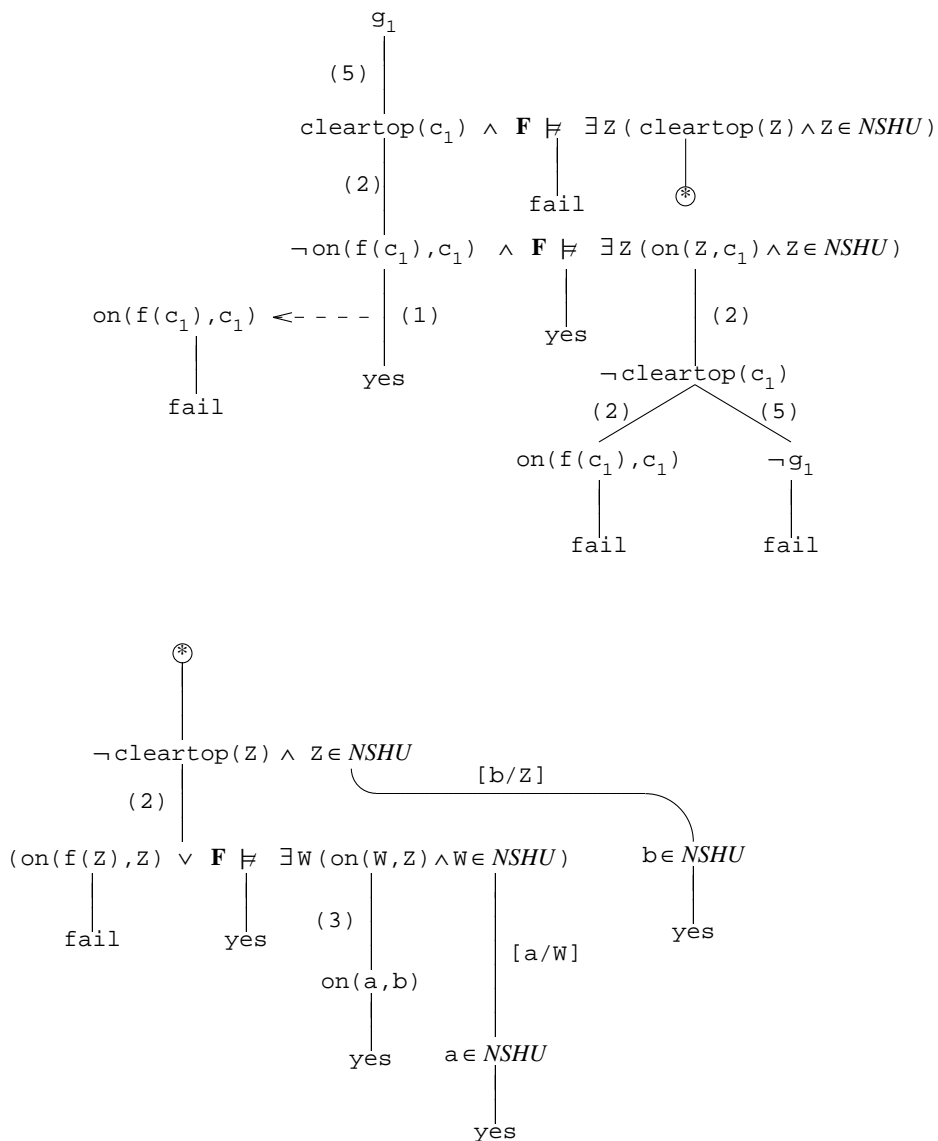 g₁
(5)
cleartop(c₁) ∧ F ⊭ ∃Z(cleartop(Z)∧Z∈NSHU)
(2)
fail
*
¬on(f(c₁),c₁) ∧ F ⊭ ∃Z(on(Z,c₁)∧Z∈NSHU)
on(f(c₁),c₁) (1) yes (2)
yes ¬cleartop(c₁)
fail
(2) (5)
on(f(c₁),c₁) ¬g₁
fail fail
*
¬cleartop(Z) ∧ Z∈NSHU
[b/Z]
(2)
(on(f(Z),Z) ∨ F ⊭ ∃W(on(W,Z)∧W∈NSHU) b∈NSHU
(3)
fail yes yes
[a/W]
on(a,b)
yes a∈NSHU
yes